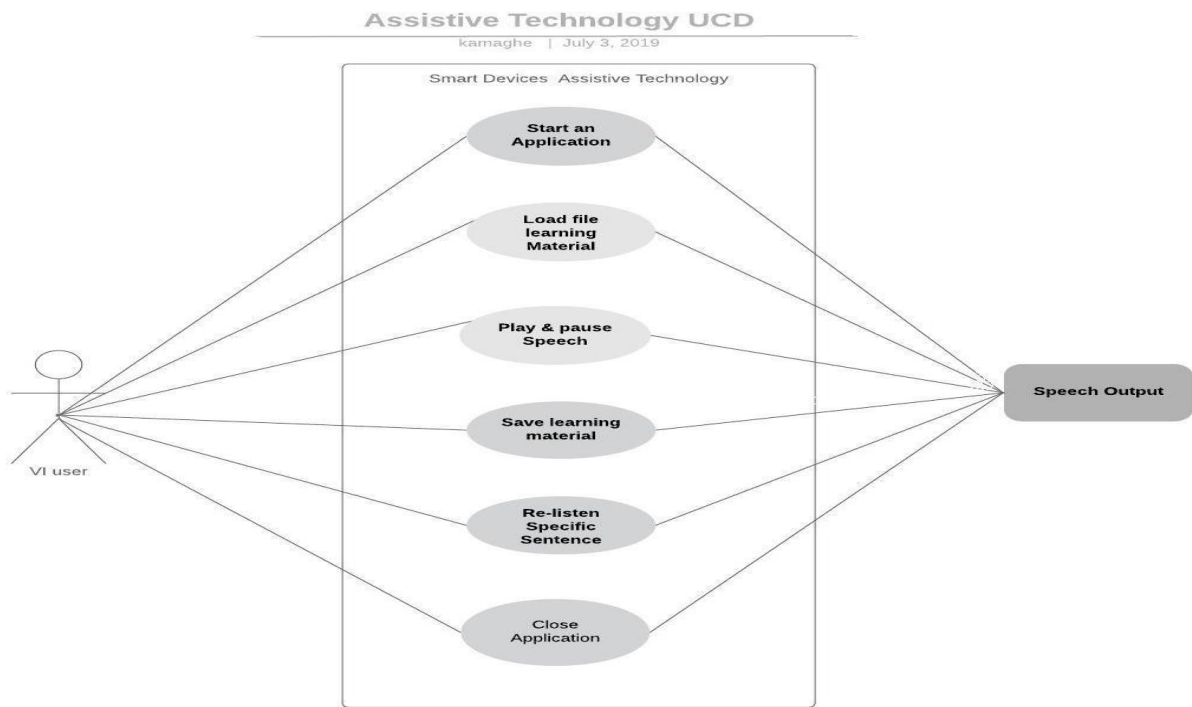 Assistive Technology UCD
kamaghe | July 3, 2019
Smart Devices Assistive Technology
Start an
Application
Load file
learning
Material
Play & pause
Speech
Save learning
material
Re-listen
Specific
Sentence
Close
Application
VI user
Speech Output